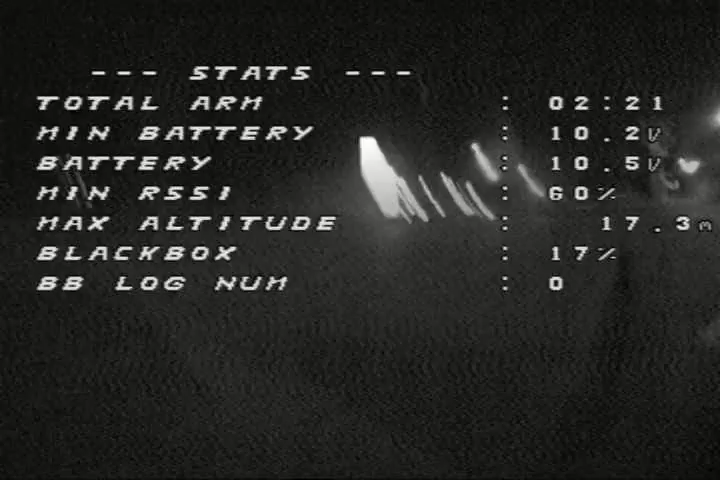 --- STATS ---
TOTAL ARM : 02:21
MIN BATTERY : 10.2V
BATTERY : 10.5V
MIN RSSI : 60%
MAX ALTITUDE : 17.3m
BLACKBOX : 17%
BB LOG NUM : 0